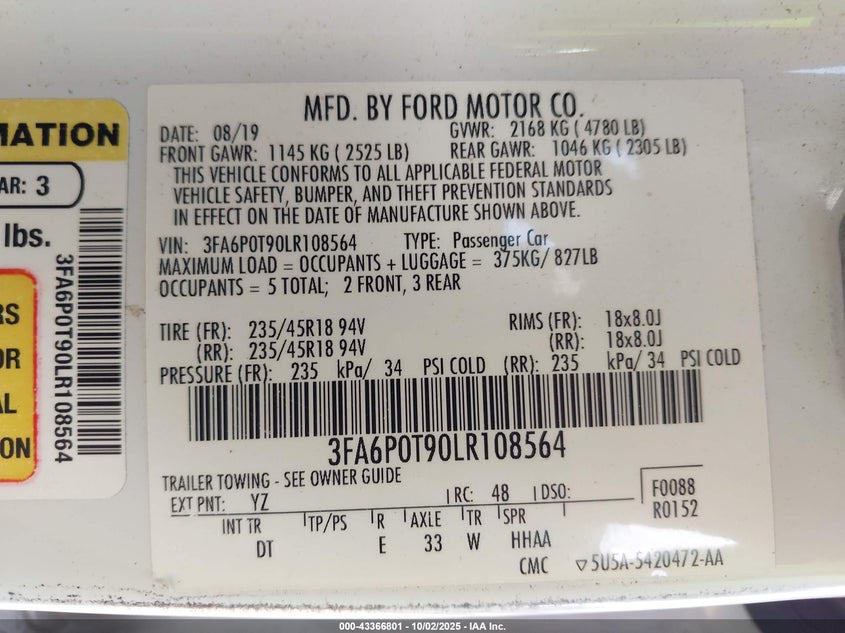 MATION
AR: 3
lbs.
RS
OR
AL
ON
3FA6P0T90LR108564
MFD. BY FORD MOTOR CO.
DATE: 08/19 GVWR: 2168 KG ( 4780 LB)
FRONT GAWR: 1145 KG ( 2525 LB) REAR GAWR: 1046 KG ( 2305 LB)
THIS VEHICLE CONFORMS TO ALL APPLICABLE FEDERAL MOTOR
VEHICLE SAFETY, BUMPER, AND THEFT PREVENTION STANDARDS
IN EFFECT ON THE DATE OF MANUFACTURE SHOWN ABOVE.
VIN: 3FA6P0T90LR108564 TYPE: Passenger Car
MAXIMUM LOAD = OCCUPANTS + LUGGAGE = 375KG/ 827LB
OCCUPANTS = 5 TOTAL; 2 FRONT, 3 REAR
TIRE (FR): 235/45R18 94V RIMS (FR): 18x8.0J
(RR): 235/45R18 94V (RR): 18x8.0J
PRESSURE (FR): 235 kPa/ 34 PSI COLD (RR): 235 kPa/ 34 PSI COLD
3FA6P0T90LR108564
TRAILER TOWING - SEE OWNER GUIDE
EXT PNT: YZ RC: 48 DSO: F0088
R0152
INT TR TP/PS R AXLE TR SPR
DT E 33 W HHAA
CMC ▽5U5A-S420472-AA
000-43366801 - 10/02/2025 - IAA Inc.